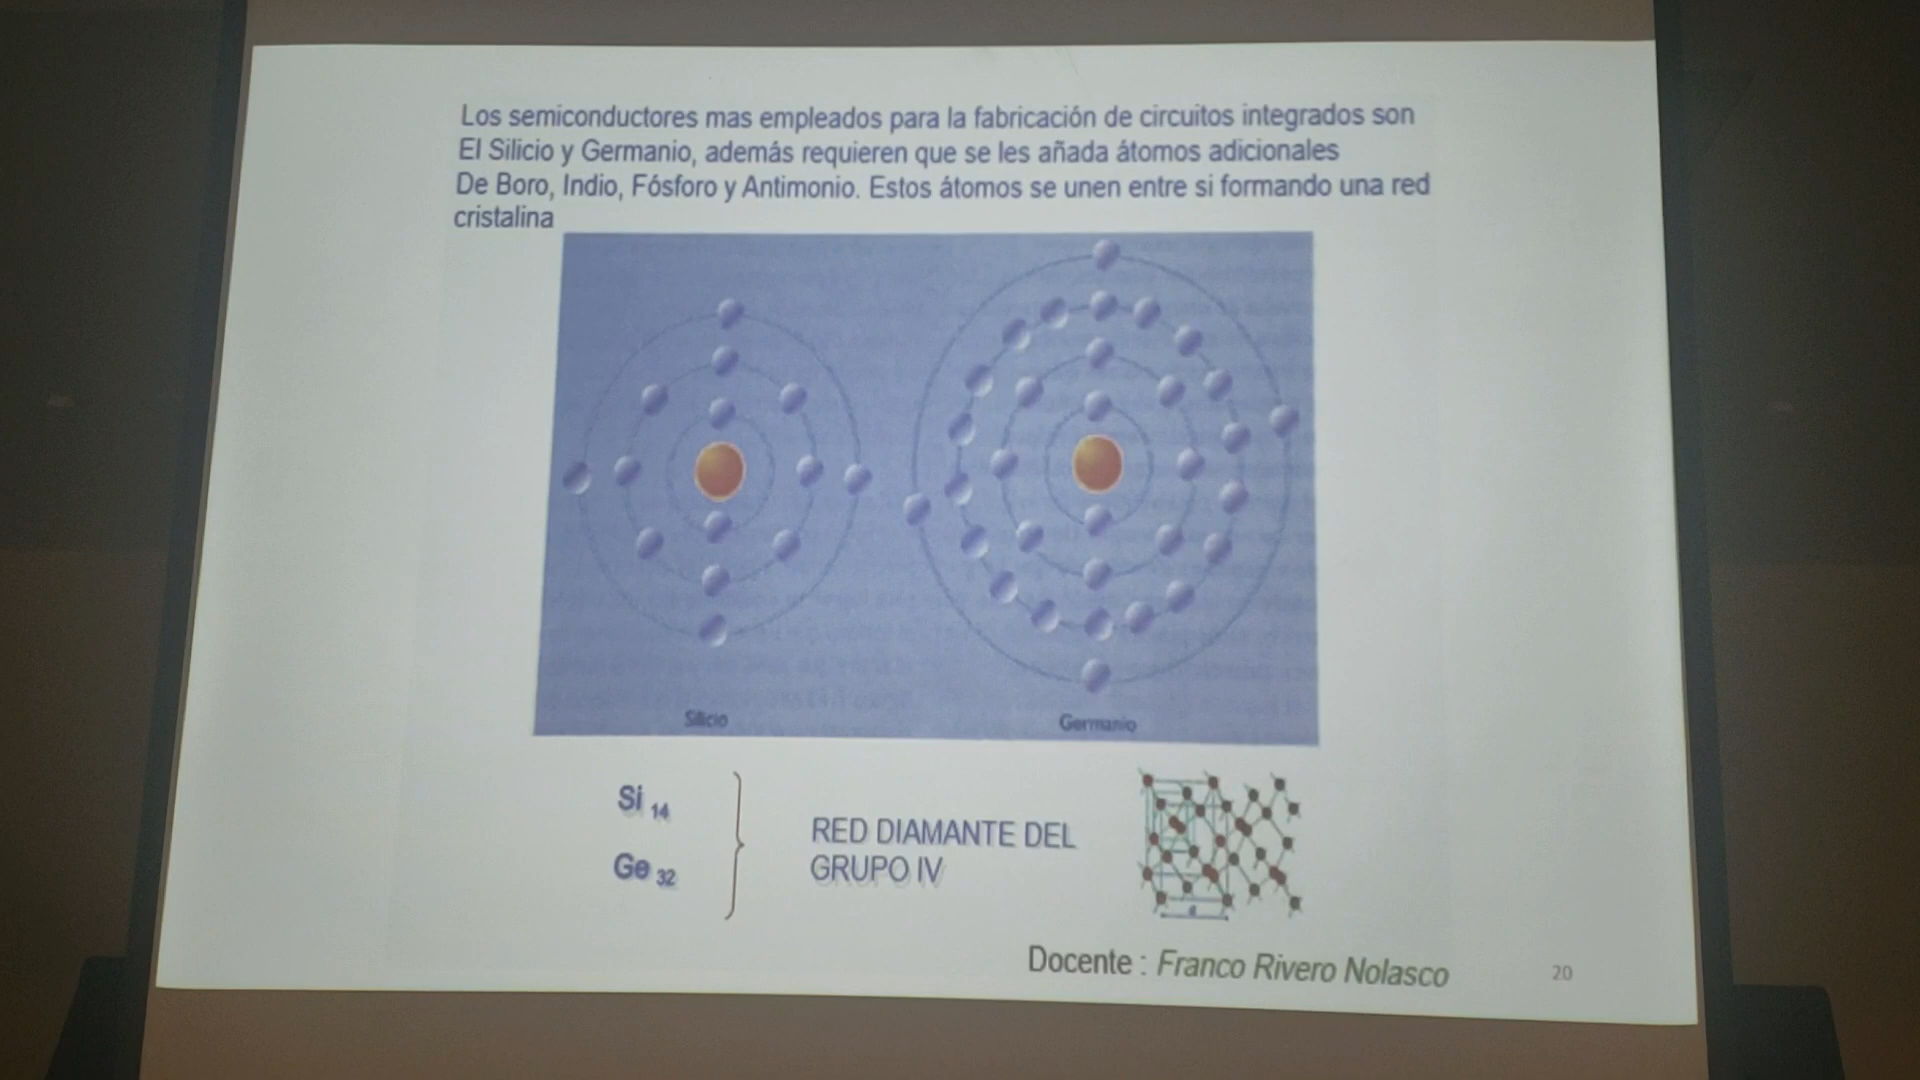 Los semiconductores mas empleados para la fabricación de circuitos integrados son
El Silicio y Germanio, además requieren que se les añada átomos adicionales
De Boro, Indio, Fósforo y Antimonio. Estos átomos se unen entre si formando una red
cristalina
Silicio
Germanio
Si 14
Ge 32
RED DIAMANTE DEL
GRUPO IV
a
Docente : Franco Rivero Nolasco
20